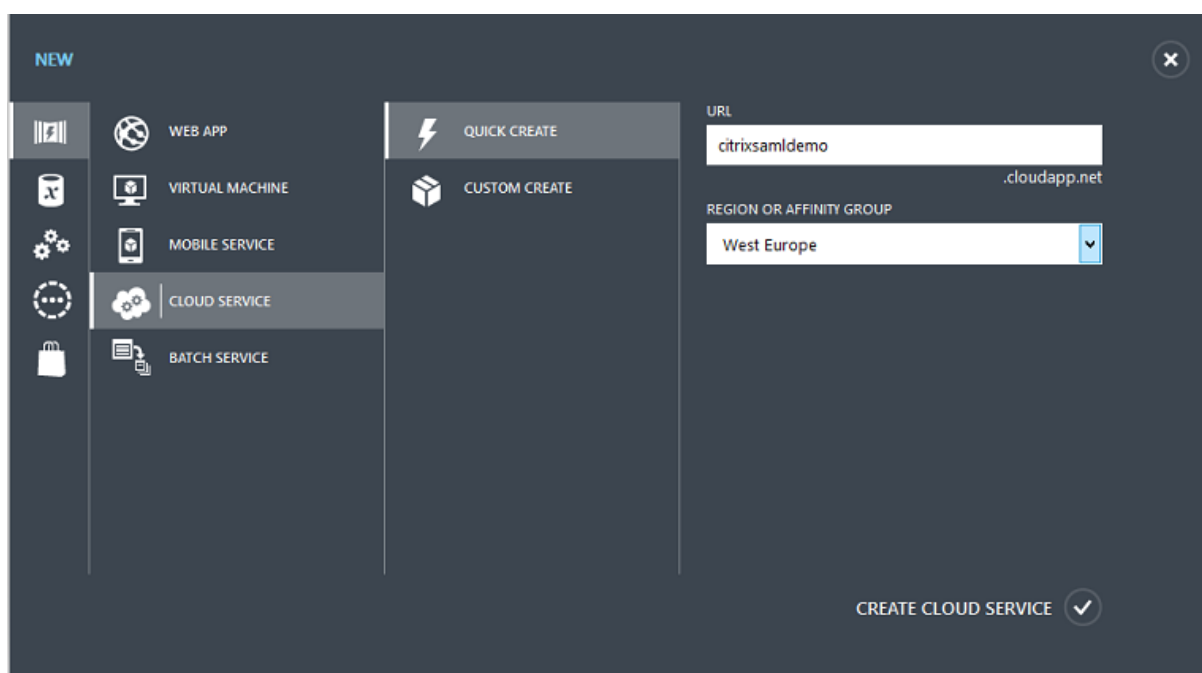 NEW
WEB APP
VIRTUAL MACHINE
MOBILE SERVICE
CLOUD SERVICE
BATCH SERVICE
QUICK CREATE
CUSTOM CREATE
URL
citrixsamldemo
.cloudapp.net
REGION OR AFFINITY GROUP
West Europe
CREATE CLOUD SERVICE